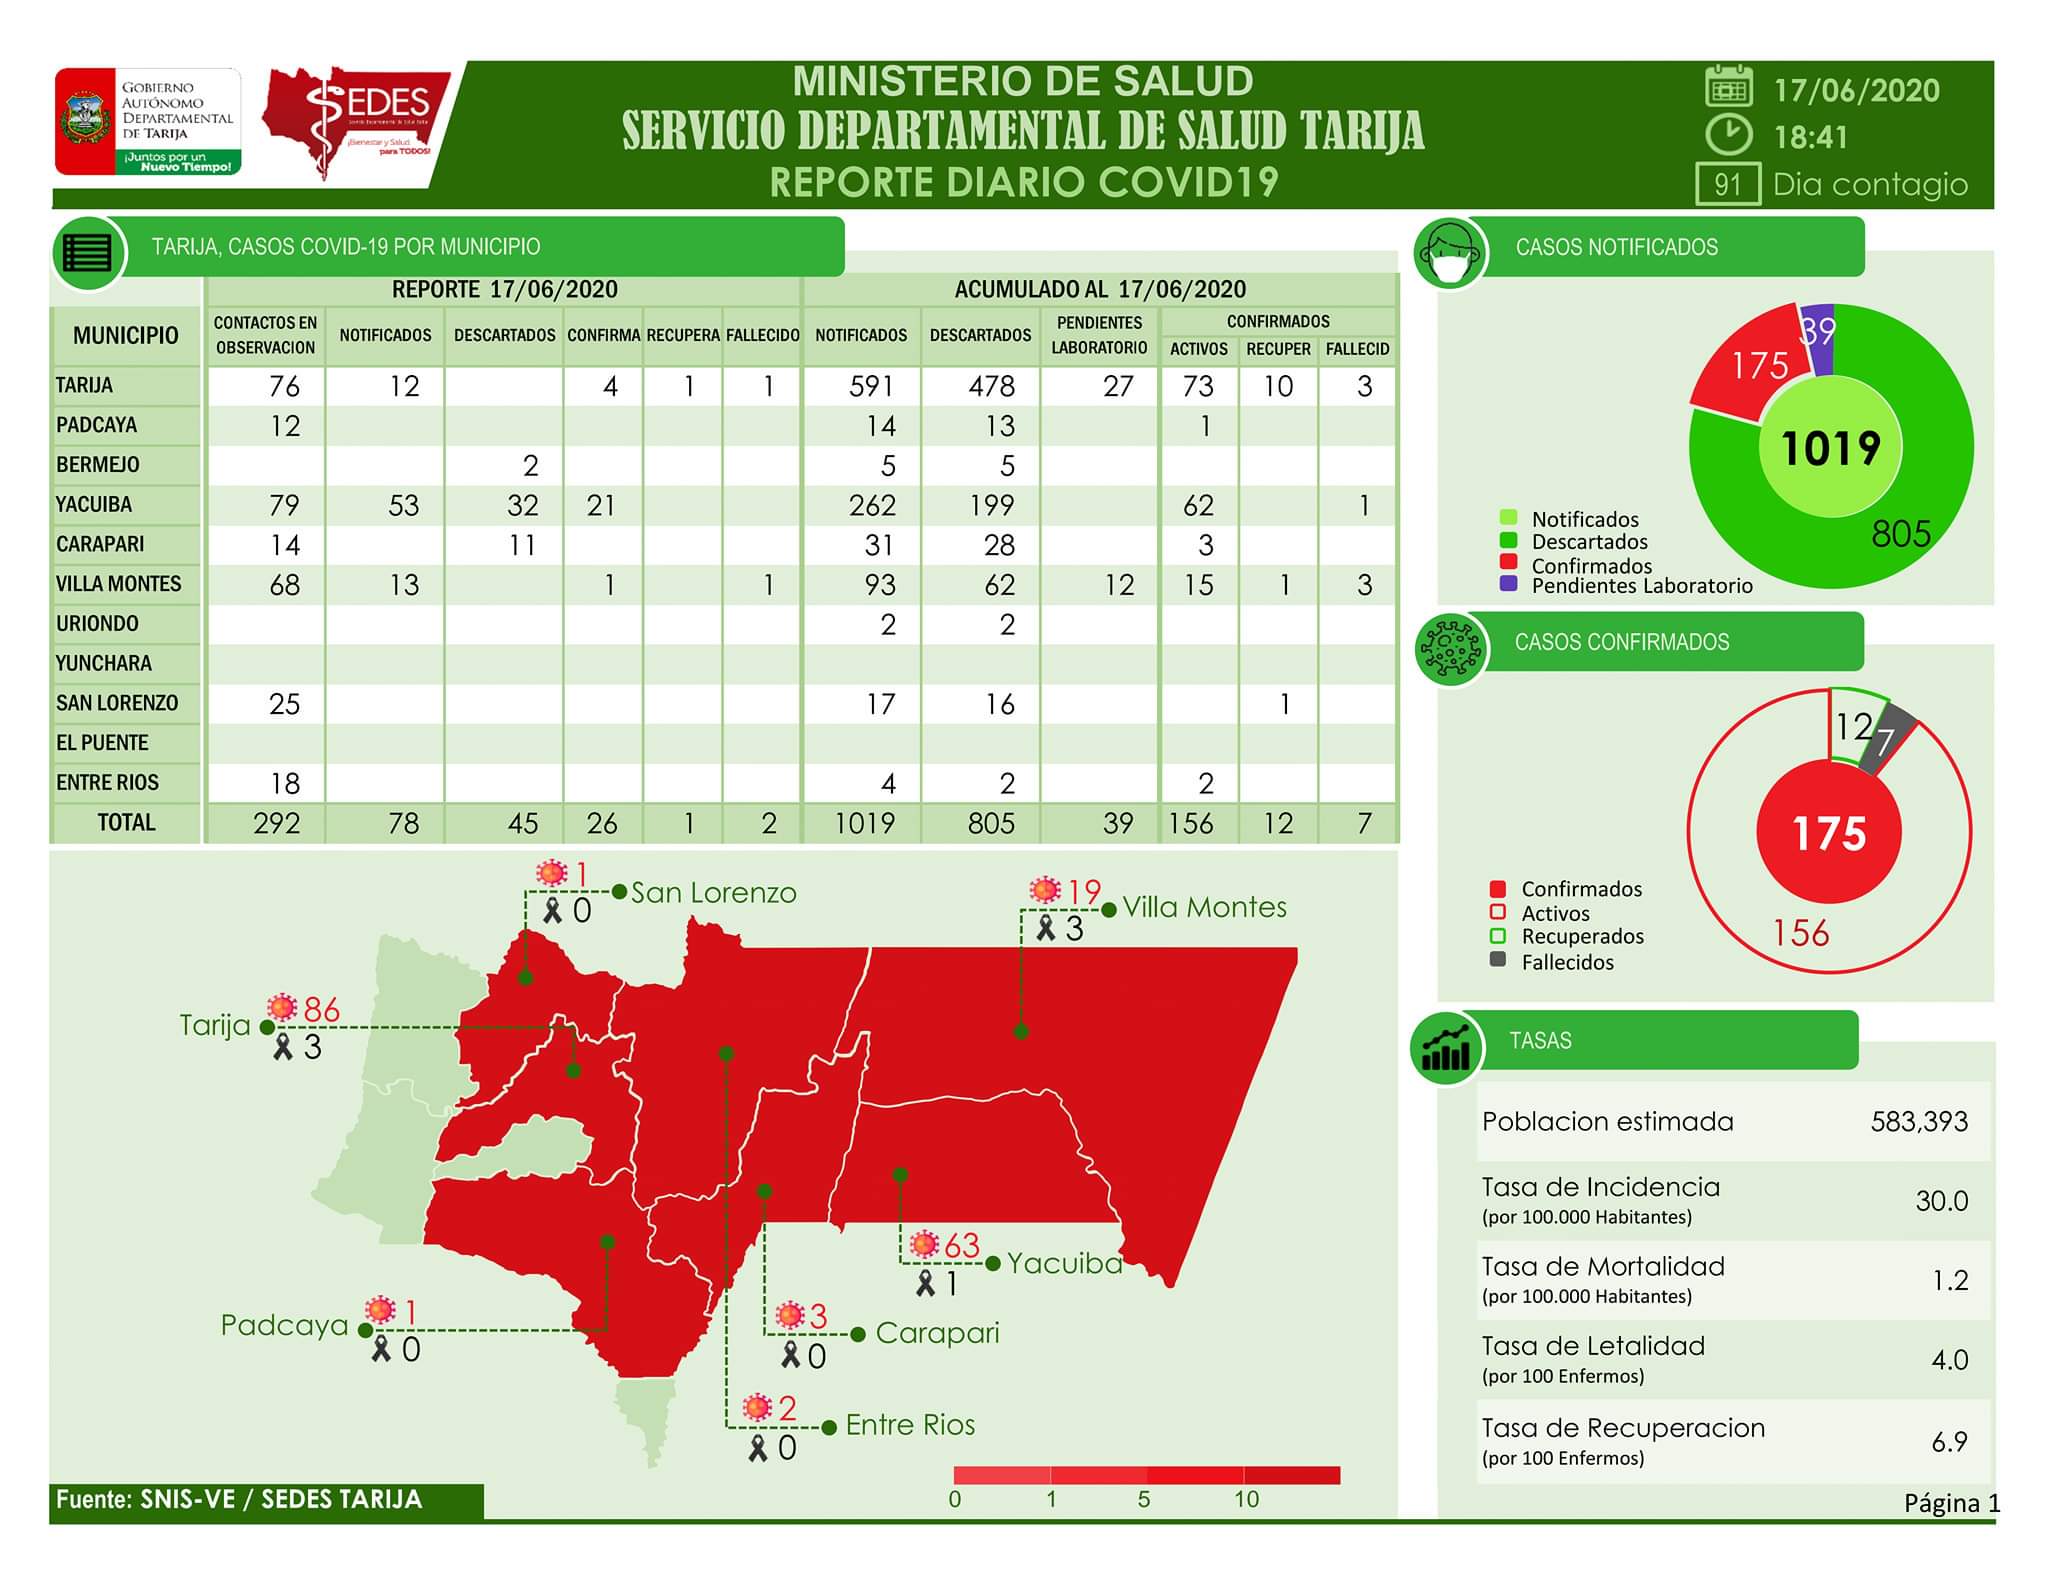 GOBIERNO
AUTÓNOMO
DEPARTAMENTAL
DE TARIJA
¡Juntos por un
Nuevo Tiempo!
SEDES
¡Bienestar y Salud
para TODOS!
MINISTERIO DE SALUD
SERVICIO DEPARTAMENTAL DE SALUD TARIJA
REPORTE DIARIO COVID19
17/06/2020
18:41
91 Dia contagio
TARIJA, CASOS COVID-19 POR MUNICIPIO
REPORTE 17/06/2020 ACUMULADO AL 17/06/2020
MUNICIPIO CONTACTOS EN OBSERVACION NOTIFICADOS DESCARTADOS CONFIRMA RECUPERA FALLECIDO NOTIFICADOS DESCARTADOS PENDIENTES LABORATORIO CONFIRMADOS
ACTIVOS RECUPER FALLECID
TARIJA 76 12 4 1 1 591 478 27 73 10 3
PADCAYA 12 14 13 1
BERMEJO 2 5 5
YACUIBA 79 53 32 21 262 199 62 1
CARAPARI 14 11 31 28 3
VILLA MONTES 68 13 1 1 93 62 12 15 1 3
URIONDO 2 2
YUNCHARA
SAN LORENZO 25 17 16 1
EL PUENTE
ENTRE RIOS 18 4 2 2
TOTAL 292 78 45 26 1 2 1019 805 39 156 12 7
CASOS NOTIFICADOS
39
175
1019
805
Notificados
Descartados
Confirmados
Pendientes Laboratorio
CASOS CONFIRMADOS
12
7
175
156
Confirmados
Activos
Recuperados
Fallecidos
TASAS
Poblacion estimada 583,393
Tasa de Incidencia 30.0
(por 100.000 Habitantes)
Tasa de Mortalidad 1.2
(por 100.000 Habitantes)
Tasa de Letalidad 4.0
(por 100 Enfermos)
Tasa de Recuperacion 6.9
(por 100 Enfermos)
1
San Lorenzo
0
19
Villa Montes
3
86
Tarija
3
63
Yacuiba
1
1
Padcaya
0
3
Carapari
0
2
Entre Rios
0
0 1 5 10
Fuente: SNIS-VE / SEDES TARIJA
Página 1